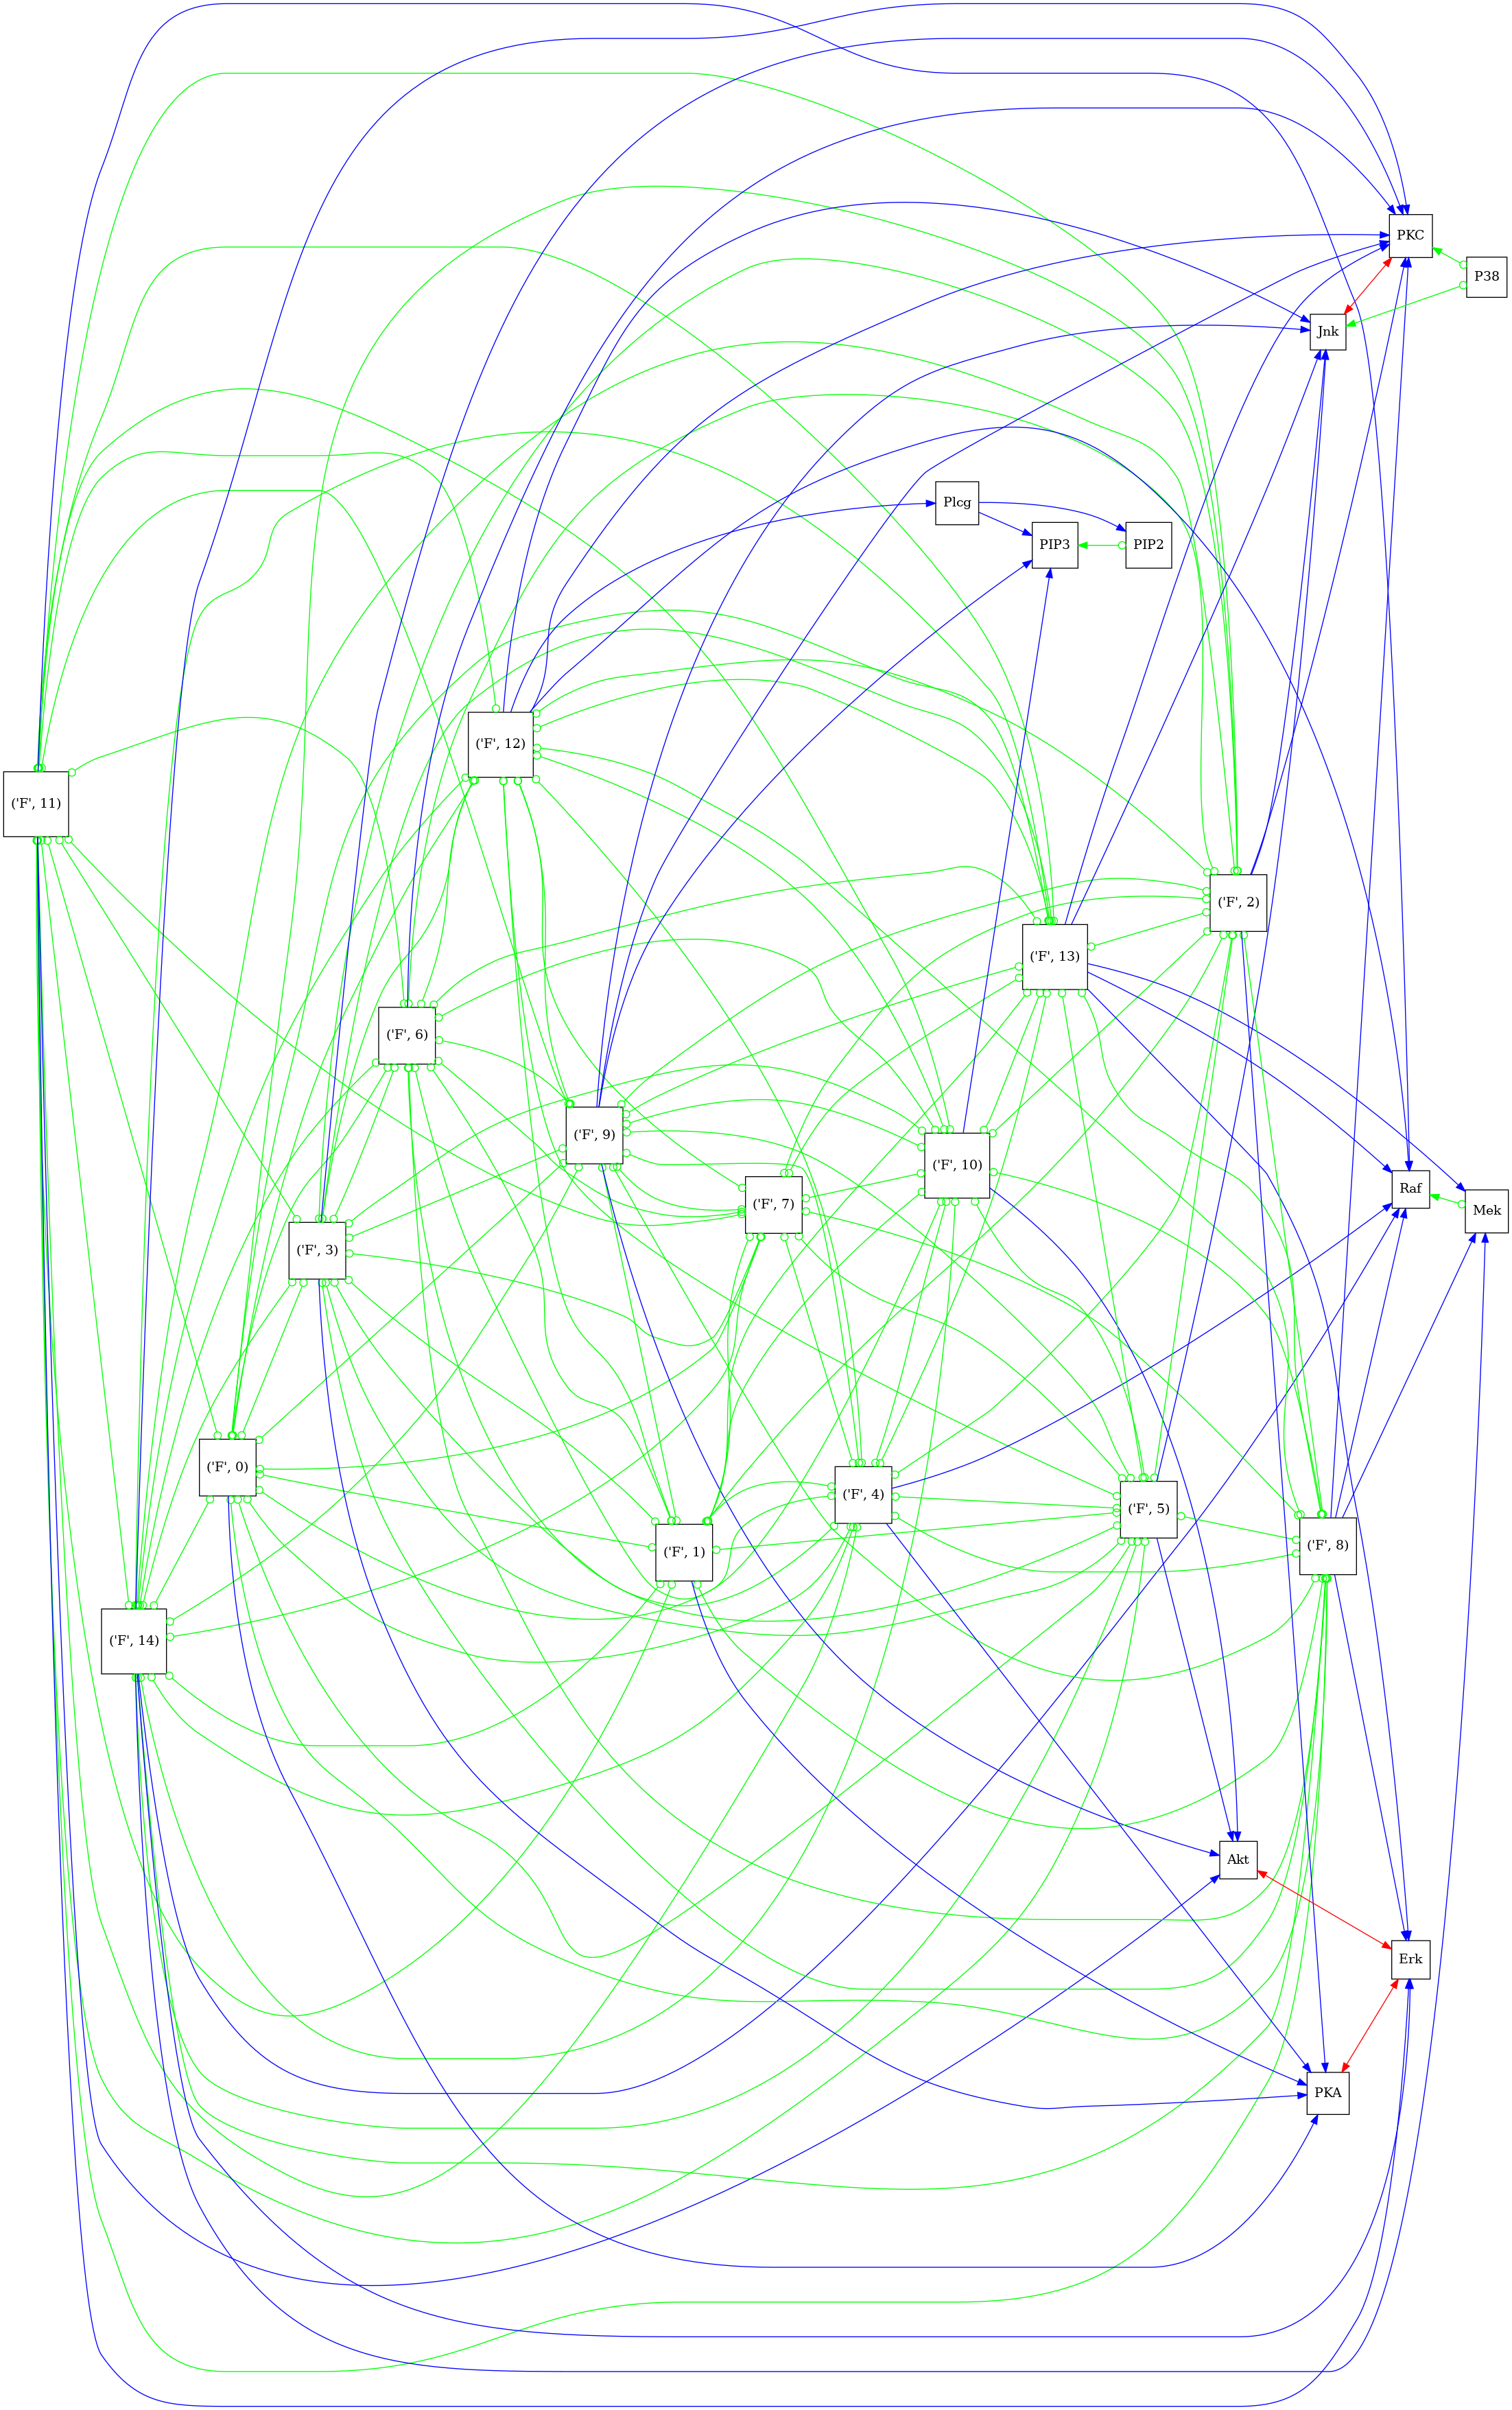 PKC
P38
Jnk
Plcg
PIP3
PIP2
('F', 12)
('F', 11)
('F', 2)
('F', 13)
('F', 6)
('F', 9)
('F', 10)
('F', 7)
Raf
Mek
('F', 3)
('F', 0)
('F', 4)
('F', 5)
('F', 8)
('F', 1)
('F', 14)
Akt
Erk
PKA